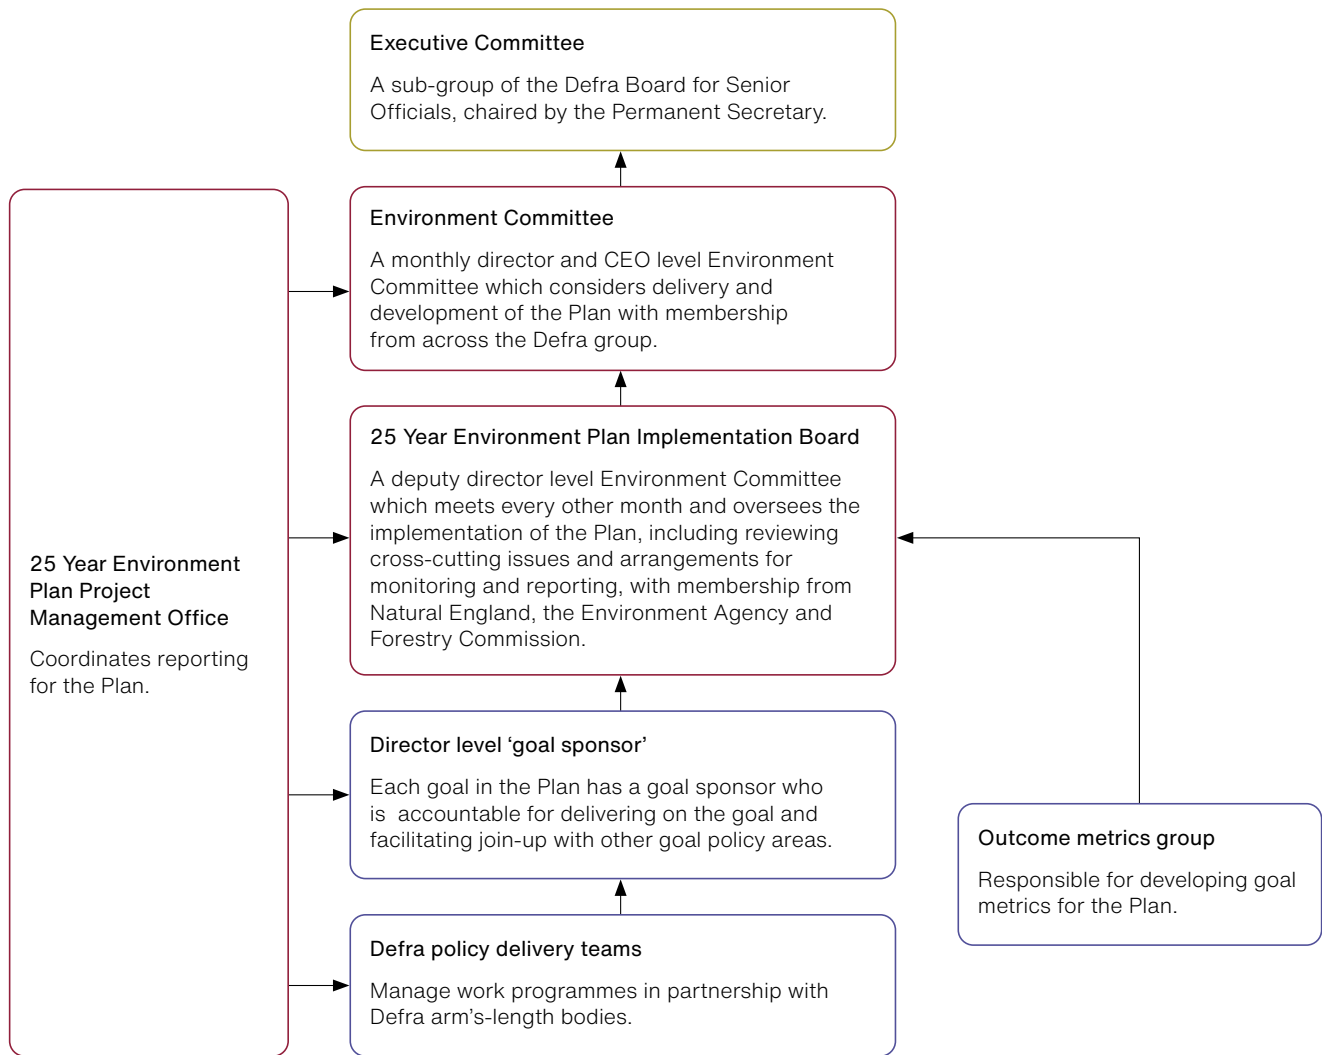 Executive Committee
A sub-group of the Defra Board for Senior
Officials, chaired by the Permanent Secretary.
Environment Committee
A monthly director and CEO level Environment
Committee which considers delivery and
development of the Plan with membership
from across the Defra group.
25 Year Environment Plan Implementation Board
A deputy director level Environment Committee
which meets every other month and oversees the
implementation of the Plan, including reviewing
cross-cutting issues and arrangements for
monitoring and reporting, with membership from
Natural England, the Environment Agency and
Forestry Commission.
25 Year Environment
Plan Project
Management Office
Coordinates reporting
for the Plan.
Director level ‘goal sponsor’
Each goal in the Plan has a goal sponsor who
is accountable for delivering on the goal and
facilitating join-up with other goal policy areas.
Outcome metrics group
Responsible for developing goal
metrics for the Plan.
Defra policy delivery teams
Manage work programmes in partnership with
Defra arm's-length bodies.